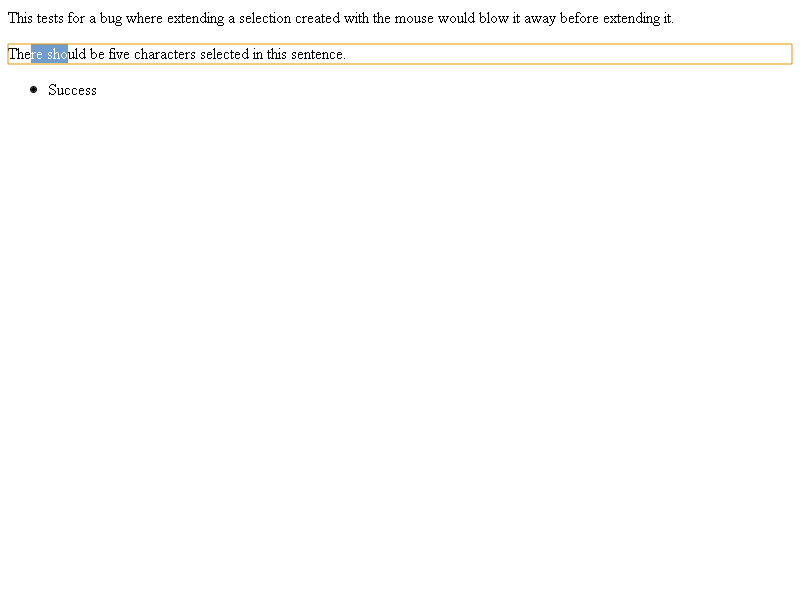 This tests for a bug where extending a selection created with the mouse would blow it away before extending it.
There should be five characters selected in this sentence.
Success